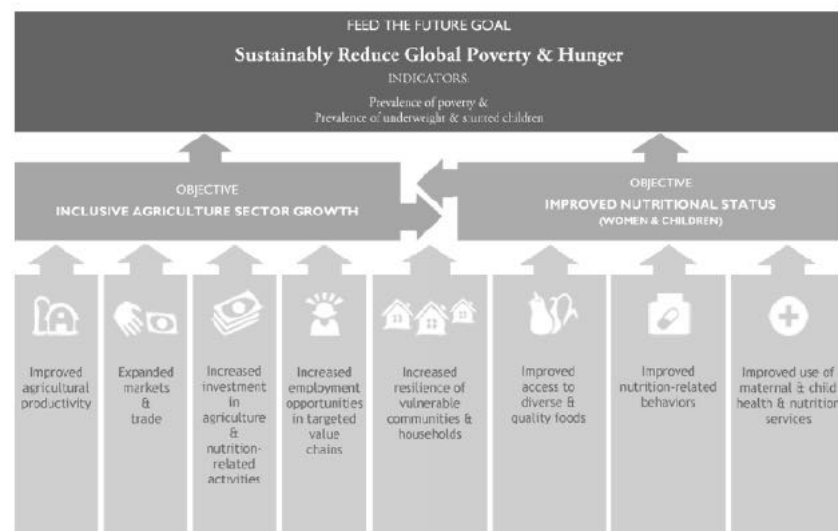 FEED THE FUTURE GOAL
Sustainably Reduce Global Poverty & Hunger
INDICATORS:
Prevalence of poverty &
Prevalence of underweight & stunted children
OBJECTIVE
INCLUSIVE AGRICULTURE SECTOR GROWTH
OBJECTIVE
IMPROVED NUTRITIONAL STATUS
(WOMEN & CHILDREN)
Improved
agricultural
productivity
Expanded
markets
&
trade
Increased
investment
in
agriculture
&
nutrition-
related
activities
Increased
employment
opportunities
in targeted
value
chains
Increased
resilience of
vulnerable
communities &
households
Improved
access to
diverse &
quality foods
Improved
nutrition-related
behaviors
Improved use of
maternal & child
health & nutrition
services